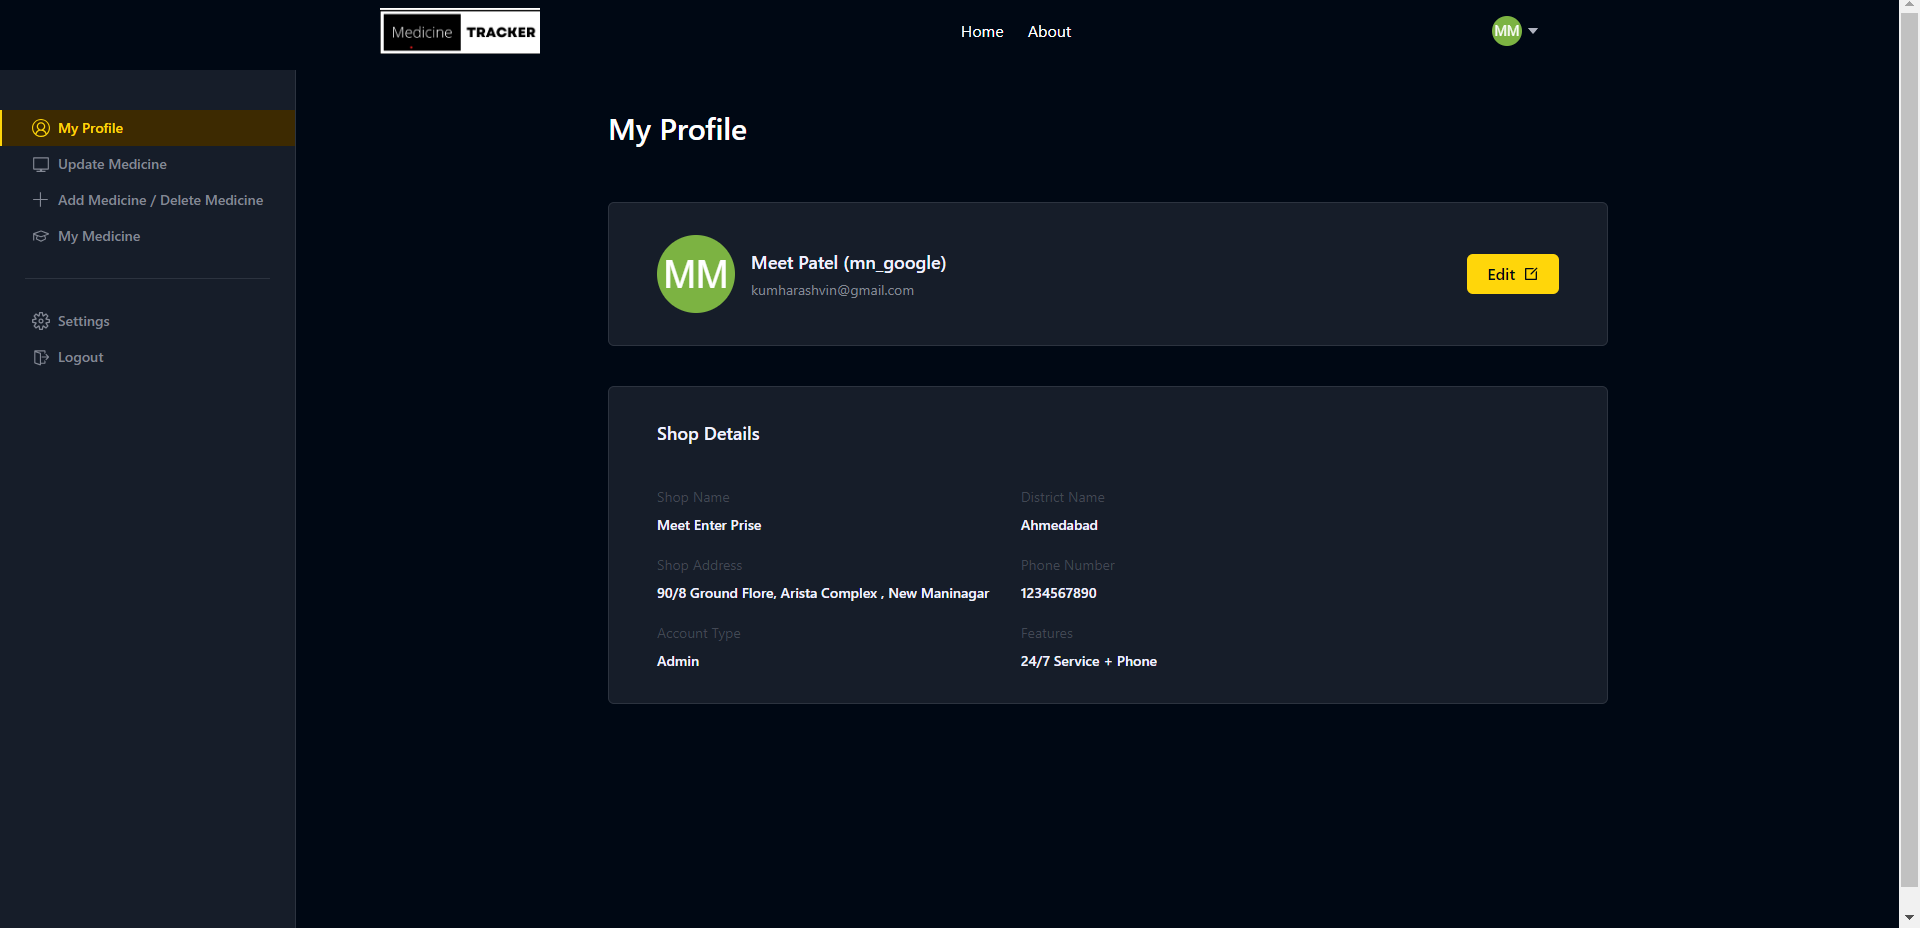 Medicine TRACKER
Home
About
MM
My Profile
Update Medicine
Add Medicine / Delete Medicine
My Medicine
Settings
Logout
My Profile
MM
Meet Patel (mn_google)
kumharashvin@gmail.com
Edit
Shop Details
Shop Name
Meet Enter Prise
District Name
Ahmedabad
Shop Address
90/8 Ground Flore, Arista Complex , New Maninagar
Phone Number
1234567890
Account Type
Admin
Features
24/7 Service + Phone